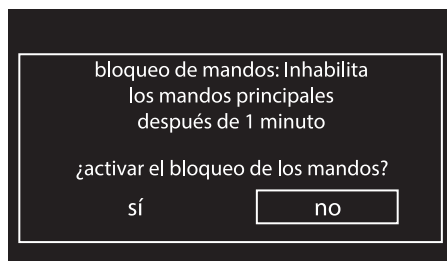 bloqueo de mandos: Inhabilita
los mandos principales
después de 1 minuto
¿activar el bloqueo de los mandos?
sí no